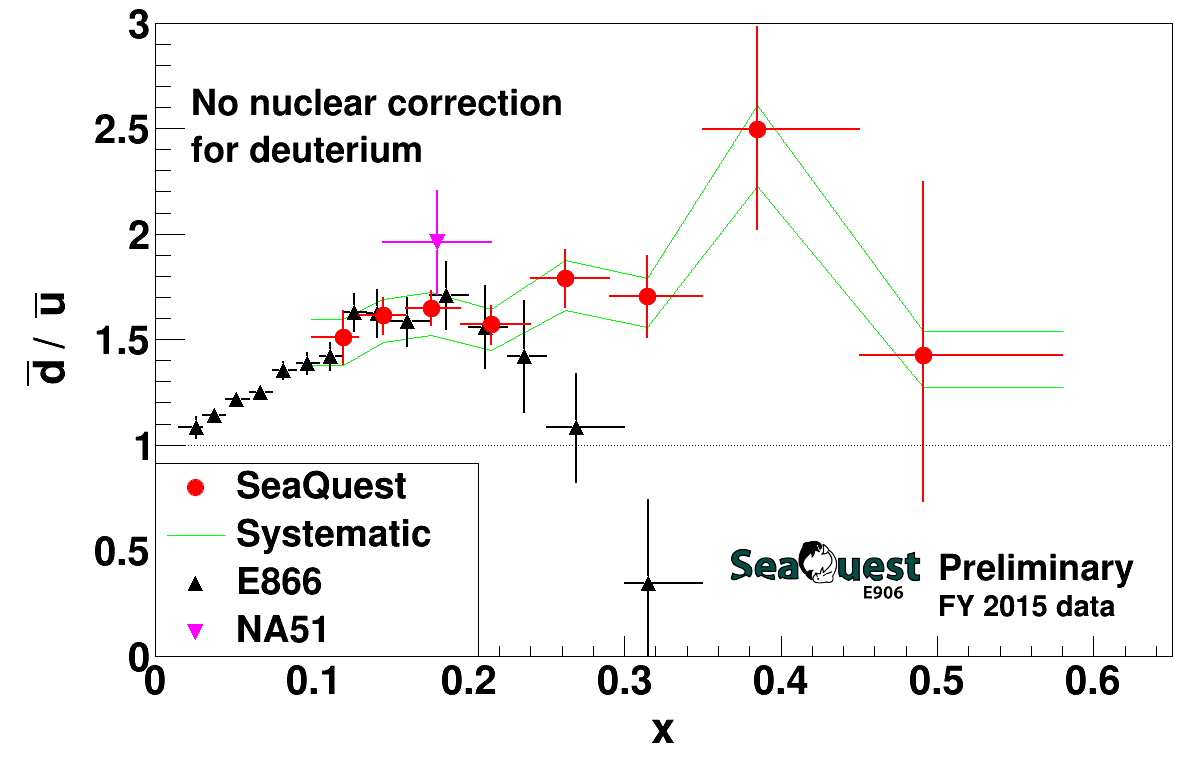 3
No nuclear correction
for deuterium
2.5
2
1.5
d̅ / u̅
1
SeaQuest
Systematic
0.5
E866
NA51
SeaQuest
E906
Preliminary
FY 2015 data
0
0 0.1 0.2 0.3 0.4 0.5 0.6
x